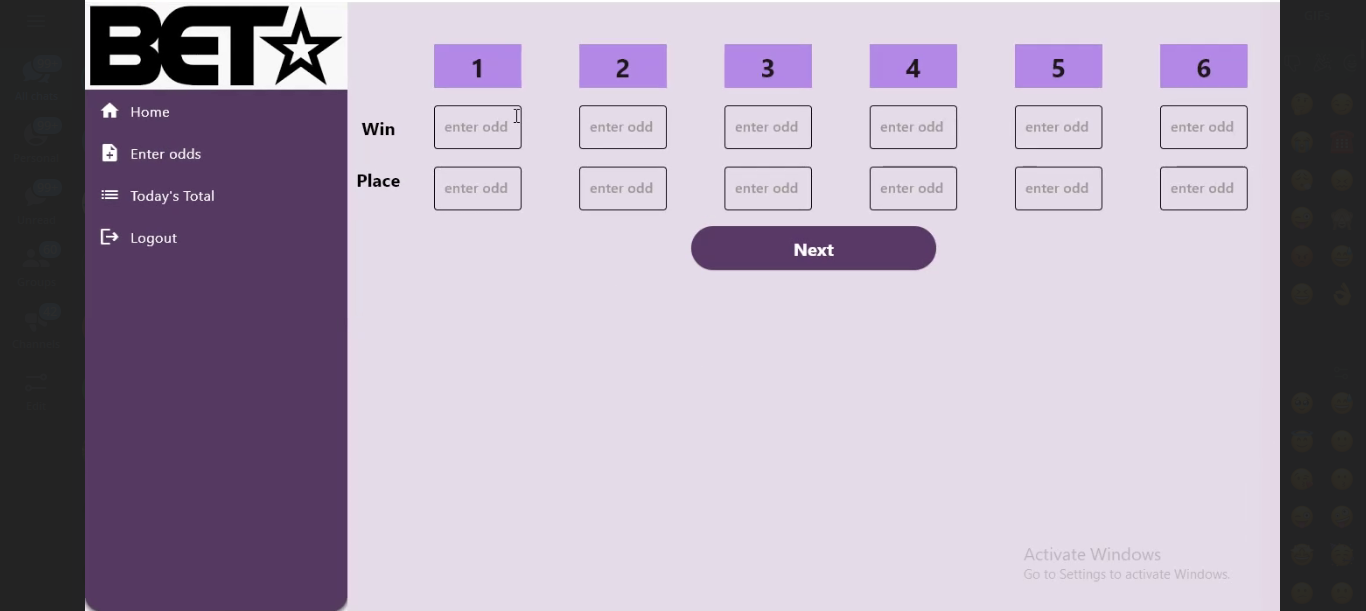 BET
1 2 3 4 5 6
Home
Win
enter odd enter odd enter odd enter odd enter odd enter odd
Enter odds
Place
enter odd enter odd enter odd enter odd enter odd enter odd
Today's Total
Logout
Next
Activate Windows
Go to Settings to activate Windows.